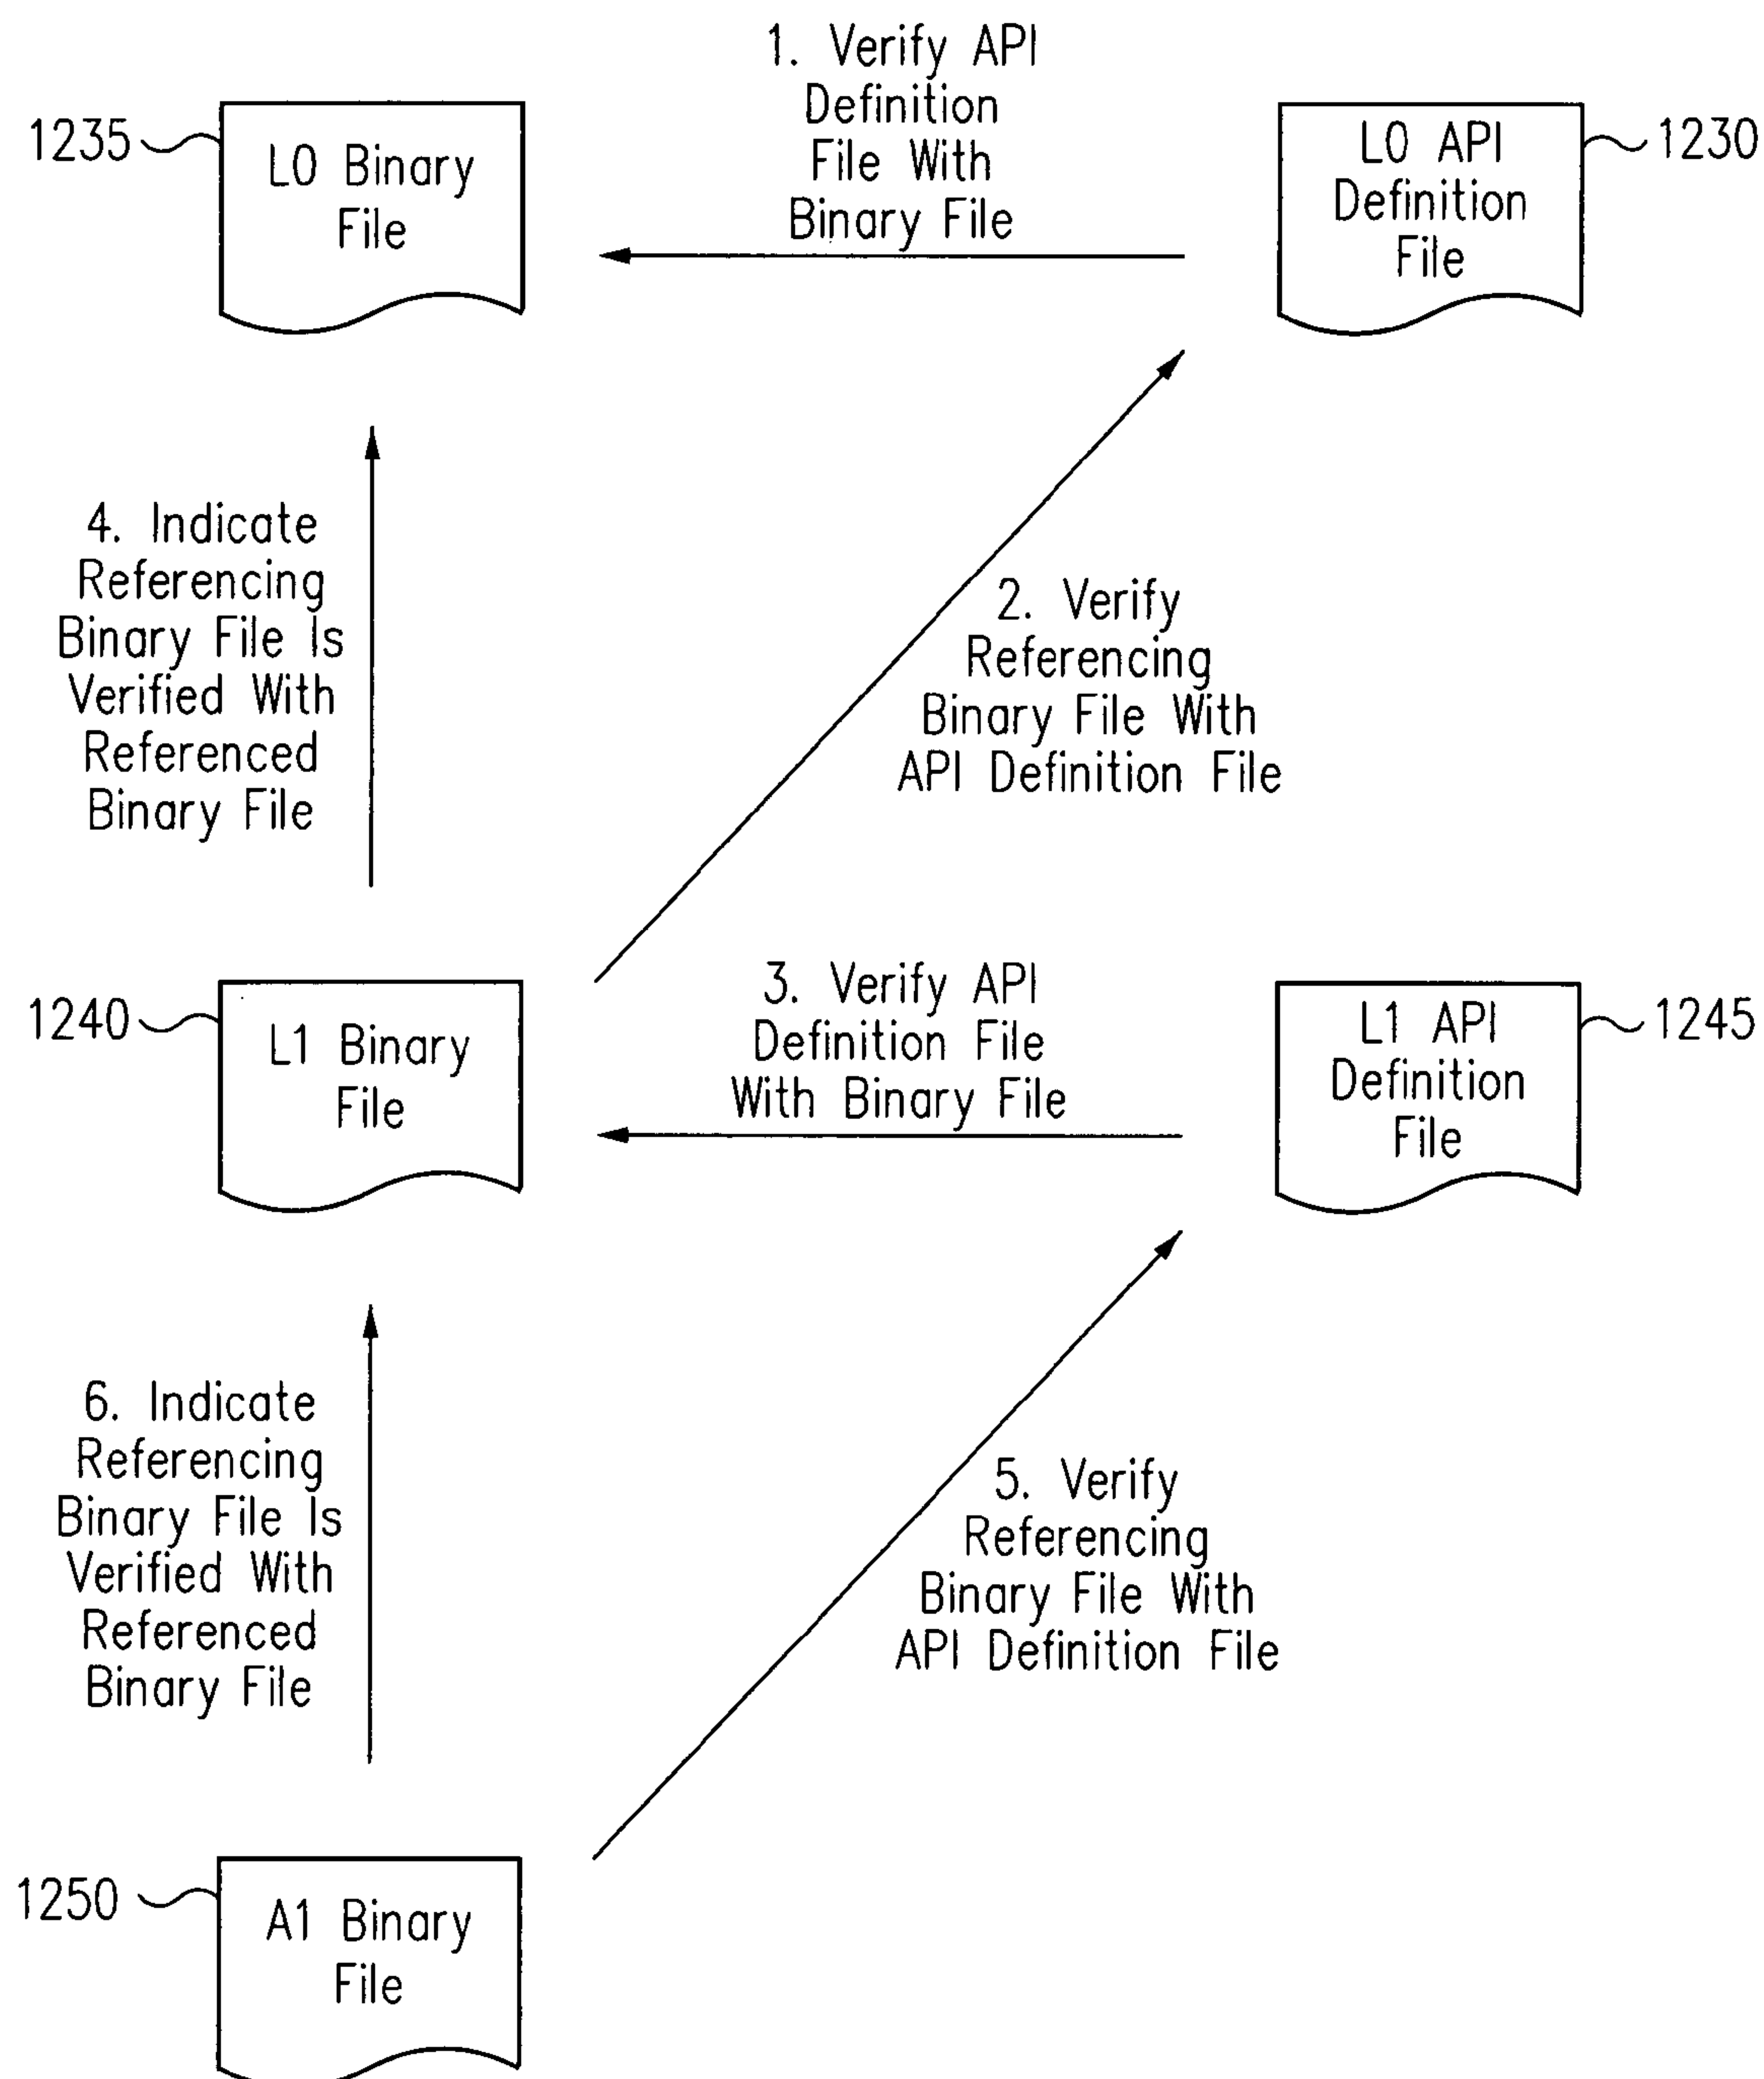 1. Verify API
Definition
File With
Binary File
1235
L0 Binary
File
L0 API
Definition
File
1230
4. Indicate
Referencing
Binary File Is
Verified With
Referenced
Binary File
2. Verify
Referencing
Binary File With
API Definition File
1240
L1 Binary
File
3. Verify API
Definition File
With Binary File
L1 API
Definition
File
1245
6. Indicate
Referencing
Binary File Is
Verified With
Referenced
Binary File
5. Verify
Referencing
Binary File With
API Definition File
1250
A1 Binary
File